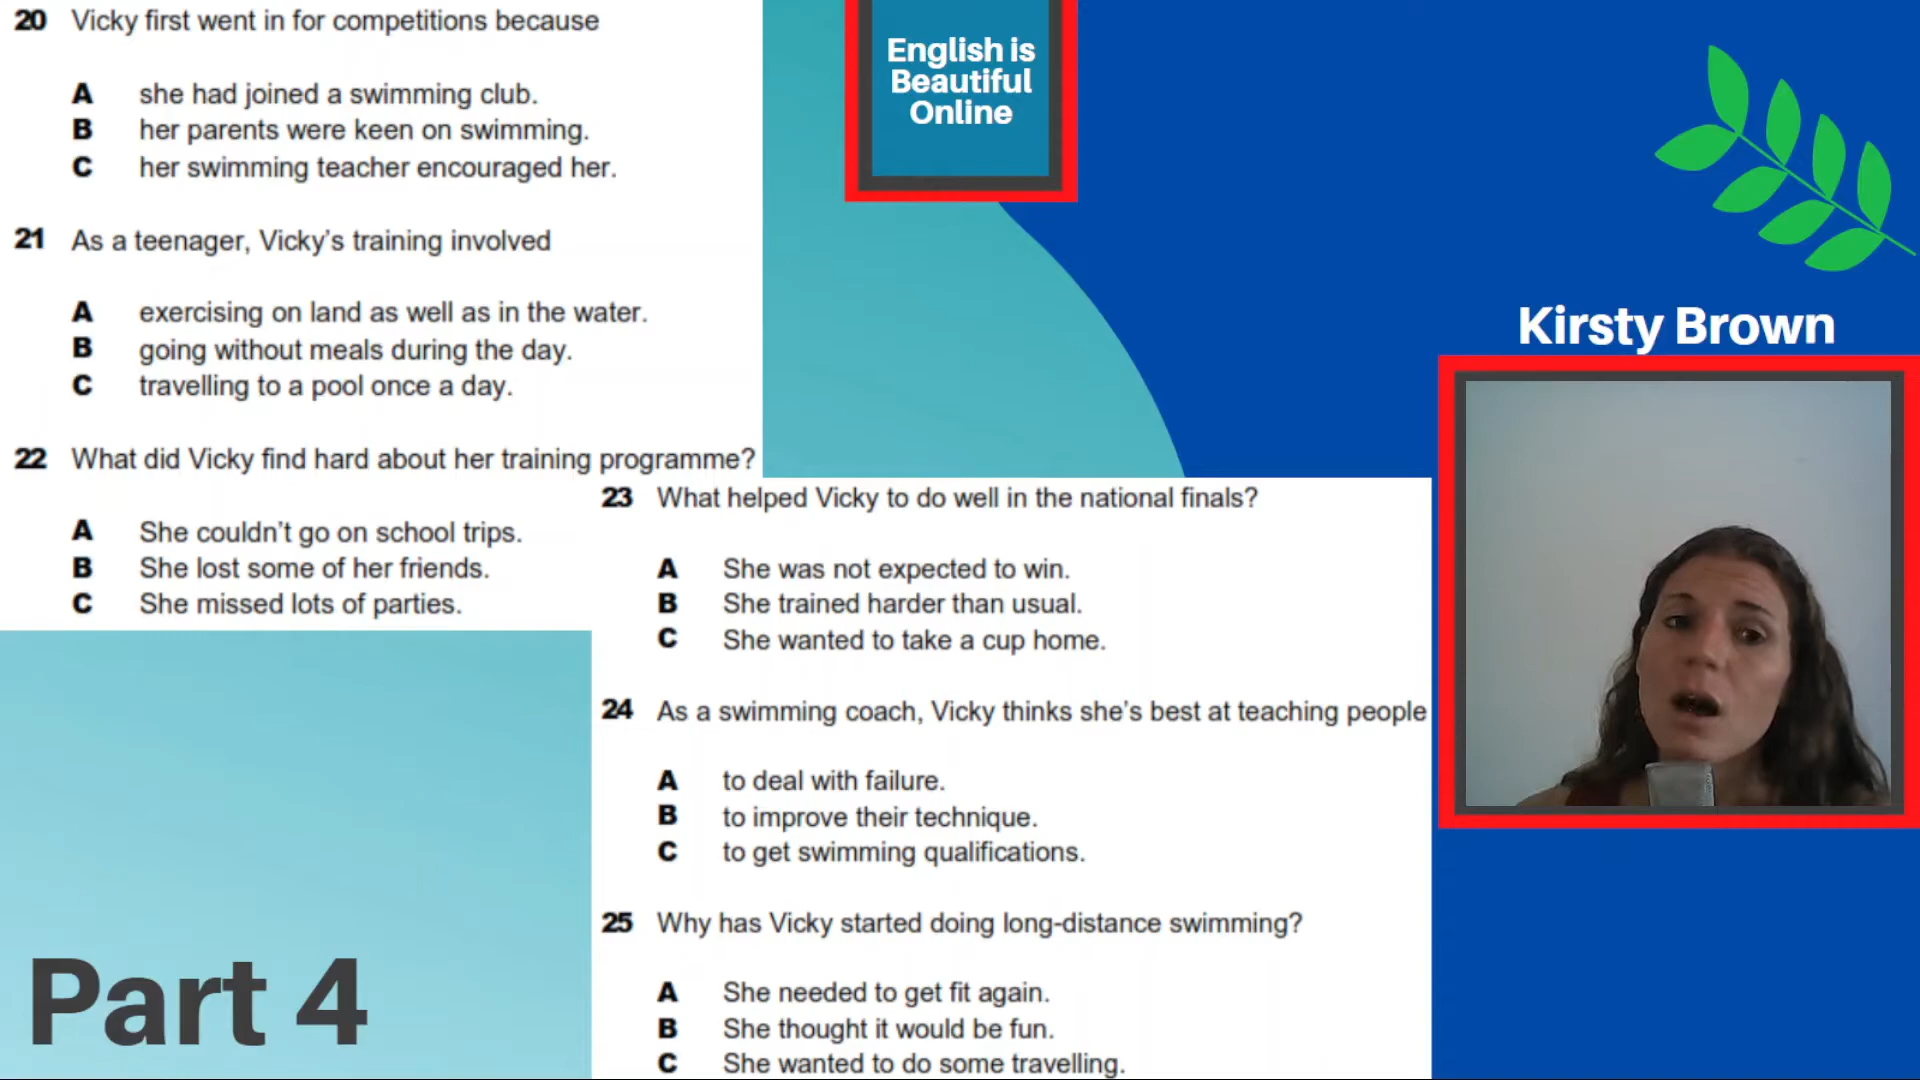 20 Vicky first went in for competitions because
A she had joined a swimming club.
B her parents were keen on swimming.
C her swimming teacher encouraged her.
21 As a teenager, Vicky's training involved
A exercising on land as well as in the water.
B going without meals during the day.
C travelling to a pool once a day.
22 What did Vicky find hard about her training programme?
A She couldn't go on school trips.
B She lost some of her friends.
C She missed lots of parties.
23 What helped Vicky to do well in the national finals?
A She was not expected to win.
B She trained harder than usual.
C She wanted to take a cup home.
24 As a swimming coach, Vicky thinks she's best at teaching people
A to deal with failure.
B to improve their technique.
C to get swimming qualifications.
25 Why has Vicky started doing long-distance swimming?
A She needed to get fit again.
B She thought it would be fun.
C She wanted to do some travelling.
Part 4
English is
Beautiful
Online
Kirsty Brown